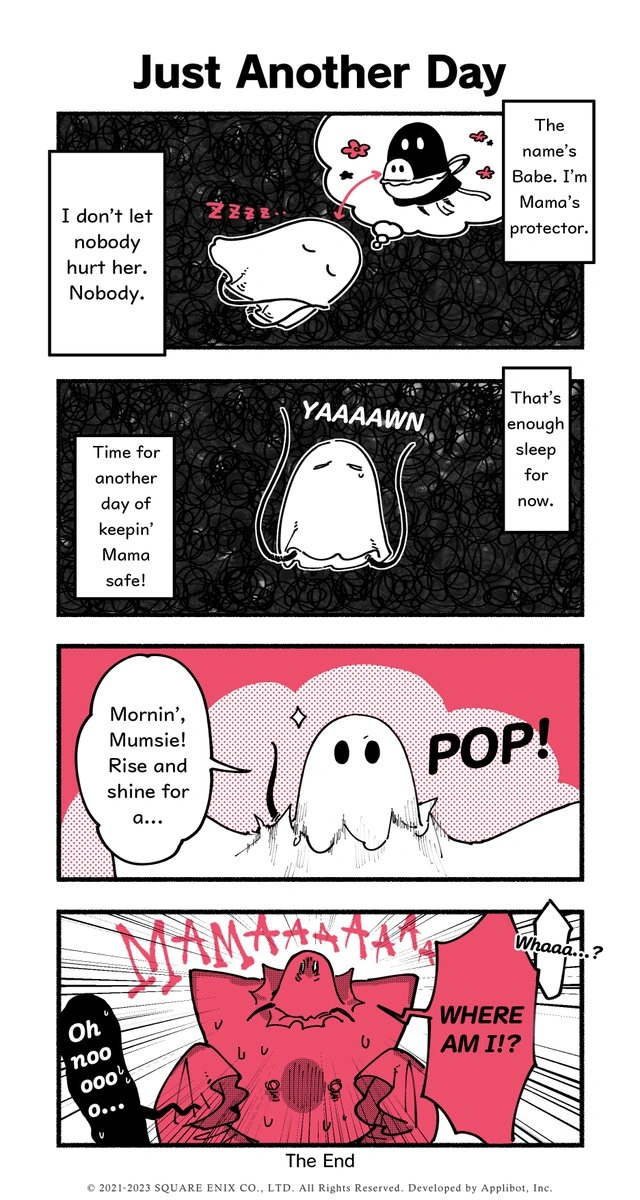 Just Another Day
The
name's
Babe. I'm
Mama's
protector.
I don't let
nobody
hurt her.
Nobody.
ZZZZ..
That's
enough
sleep
for
now.
YAAAAWN
Time for
another
day of
keepin'
Mama
safe!
POP!
Mornin',
Mumsie!
Rise and
shine for
a...
Whaaa...?
MAMAAAAAAA
WHERE
AM I!?
Oh
noo
ooo
o...
The End
© 2021-2023 SQUARE ENIX CO., LTD. All Rights Reserved. Developed by Applibot, Inc.